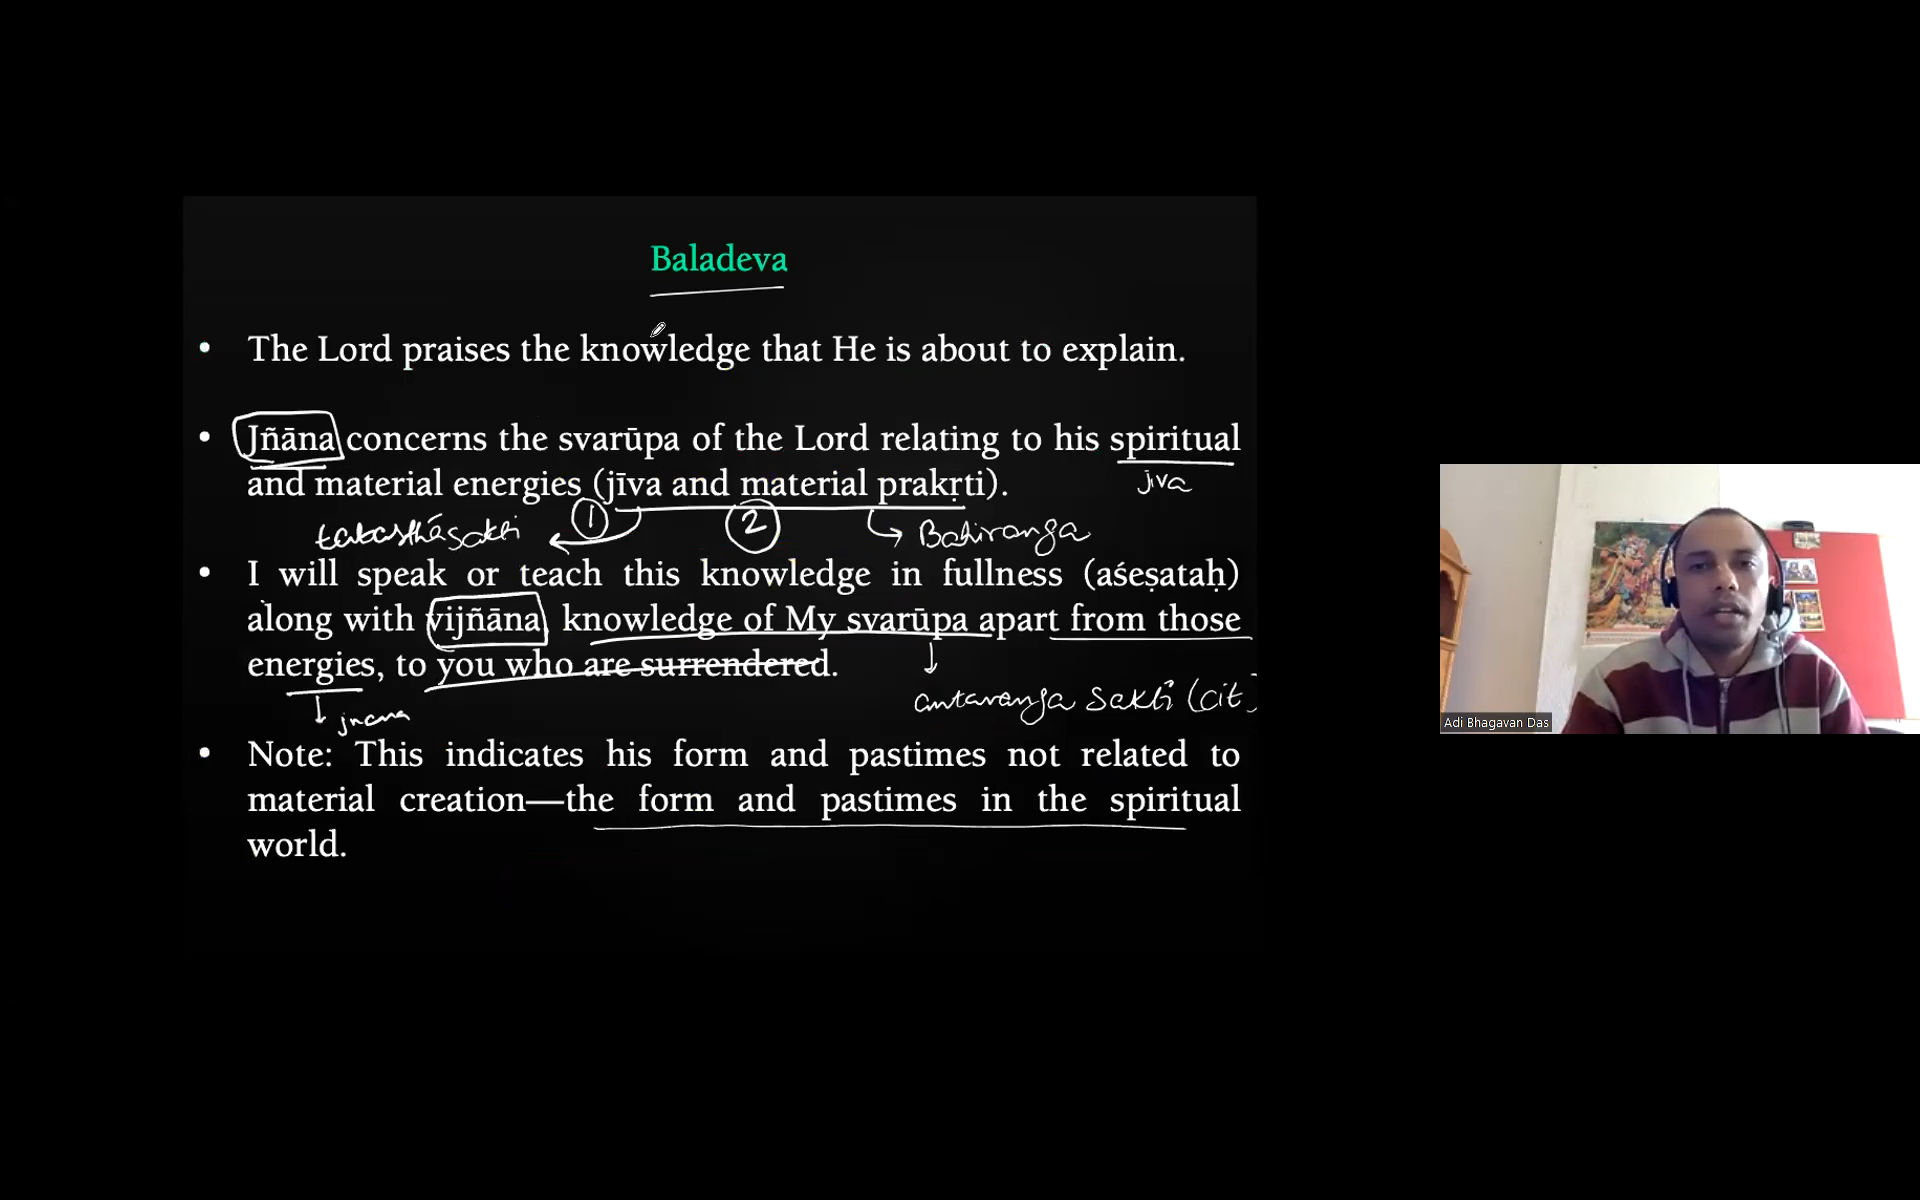 Baladeva
• The Lord praises the knowledge that He is about to explain.
• Jñāna concerns the svarūpa of the Lord relating to his spiritual
and material energies (jīva and material prakṛti).
jiva
tatasthāsakti
1
2
Bahiranga
• I will speak or teach this knowledge in fullness (aśeṣataḥ)
along with vijñāna, knowledge of My svarūpa apart from those
energies, to you who are surrendered.
jnana
antaranga sakti (cit)
• Note: This indicates his form and pastimes not related to
material creation—the form and pastimes in the spiritual
world.
Adi Bhagavan Das